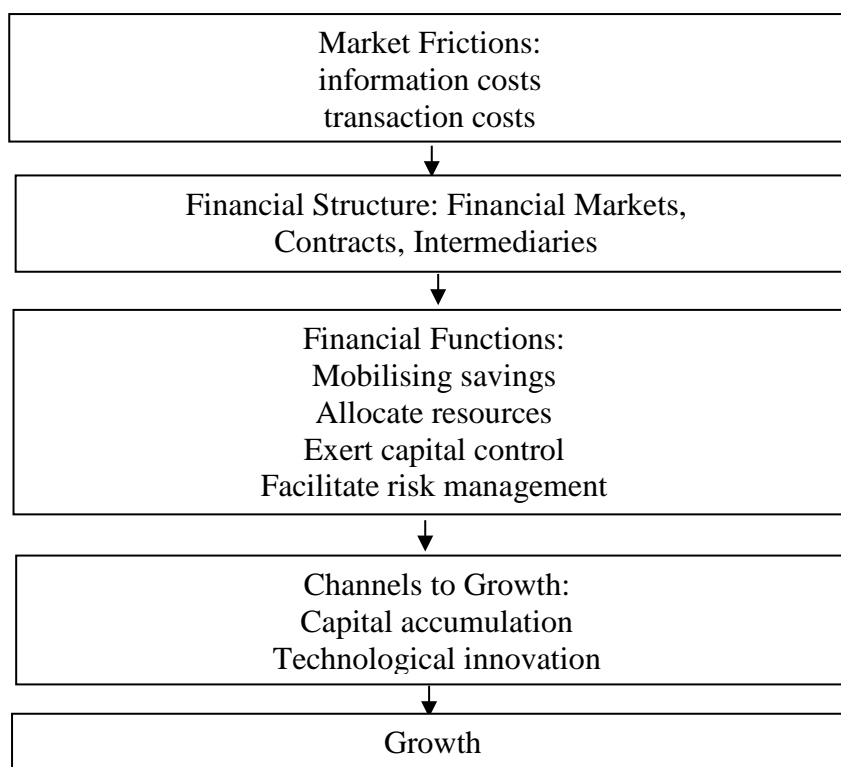 Market Frictions:
information costs
transaction costs
Financial Structure: Financial Markets,
Contracts, Intermediaries
Financial Functions:
Mobilising savings
Allocate resources
Exert capital control
Facilitate risk management
Channels to Growth:
Capital accumulation
Technological innovation
Growth